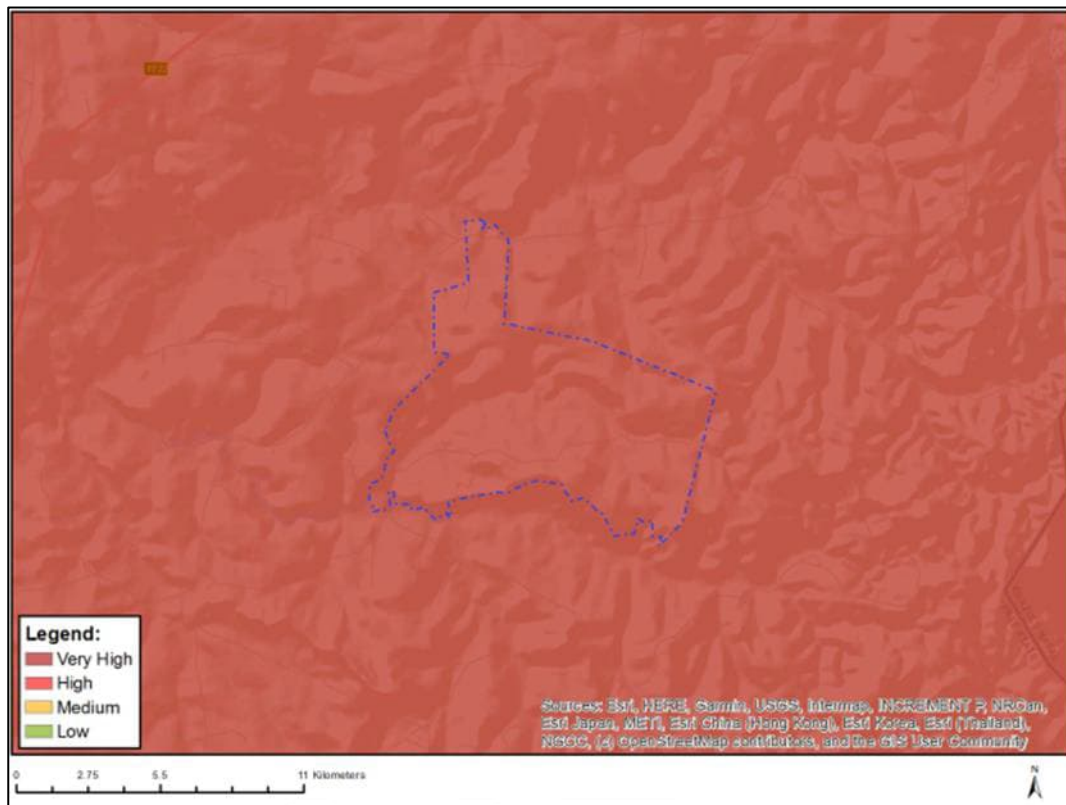 Legend:
Very High
High
Medium
Low
Sources: Esri, HERE, Garmin, USGS, Intermap, INCREMENT P, NRCan,
Esri Japan, METI, Esri China (Hong Kong), Esri Korea, Esri (Thailand),
NGCC, (c) OpenStreetMap contributors, and the GIS User Community
0 2.75 5.5 11 Kilometers
N